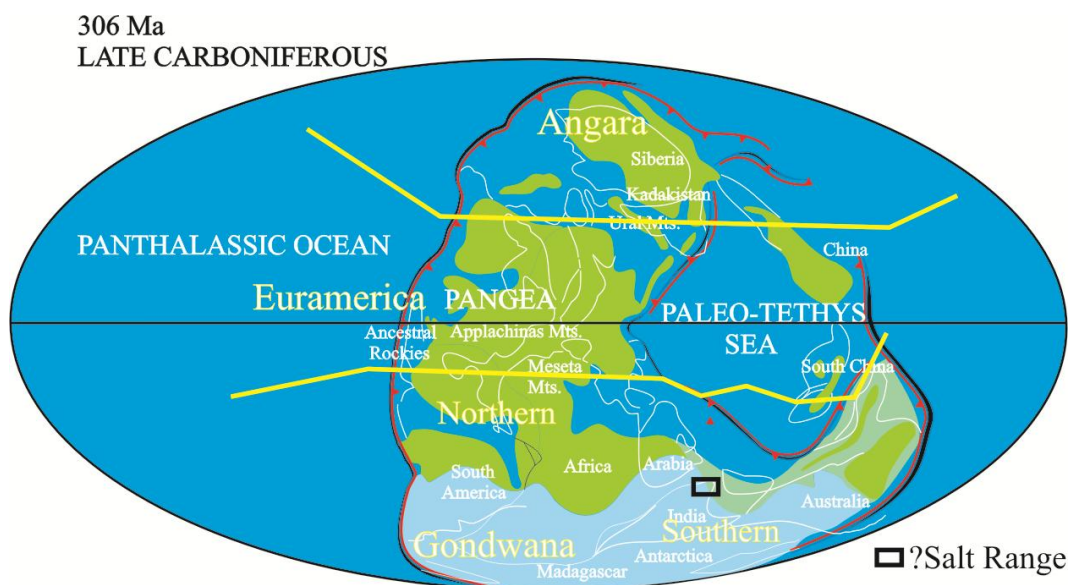 306 Ma
LATE CARBONIFEROUS
Angara
Siberia
Kadakistan
Ural Mts.
China
PANTHALASSIC OCEAN
Euramerica
PANGEA
PALEO-TETHYS
SEA
Ancestral
Rockies
Applachinas Mts.
Meseta
Mts.
South China
Northern
South
America
Africa
Arabia
Australia
India
Southern
Gondwana
Antarctica
Madagascar
?Salt Range